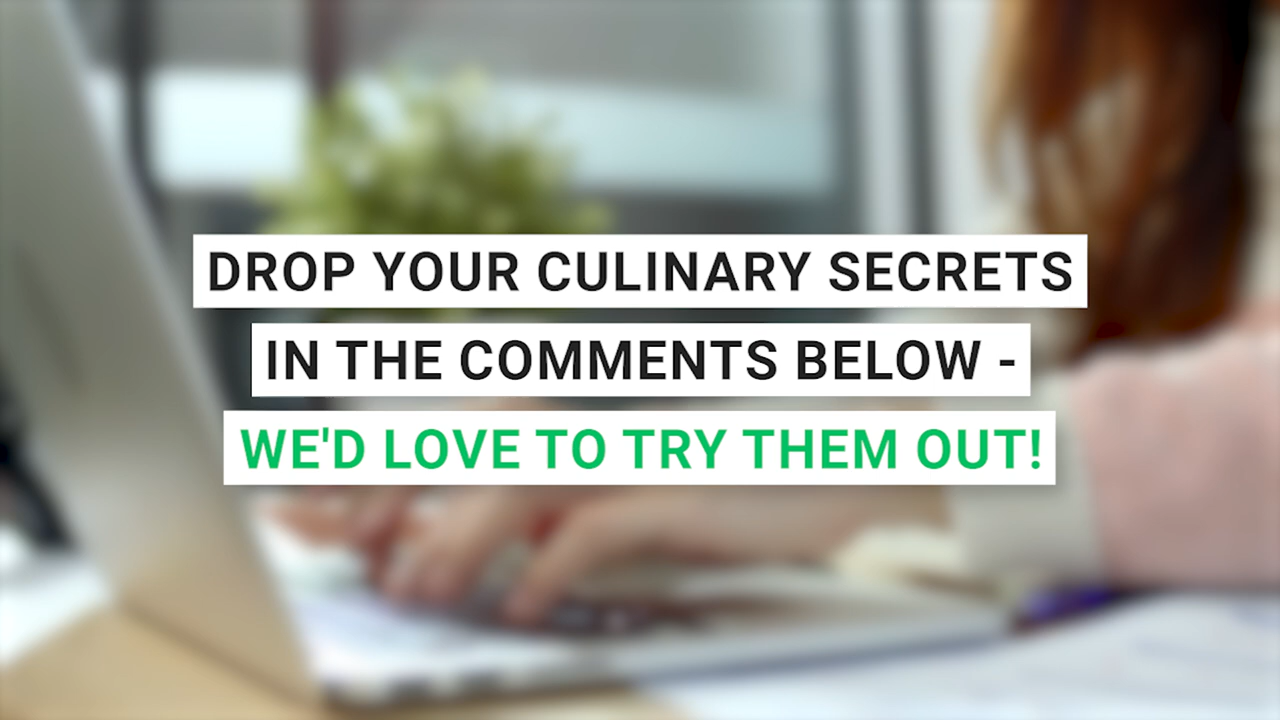 DROP YOUR CULINARY SECRETS
IN THE COMMENTS BELOW -
WE'D LOVE TO TRY THEM OUT!